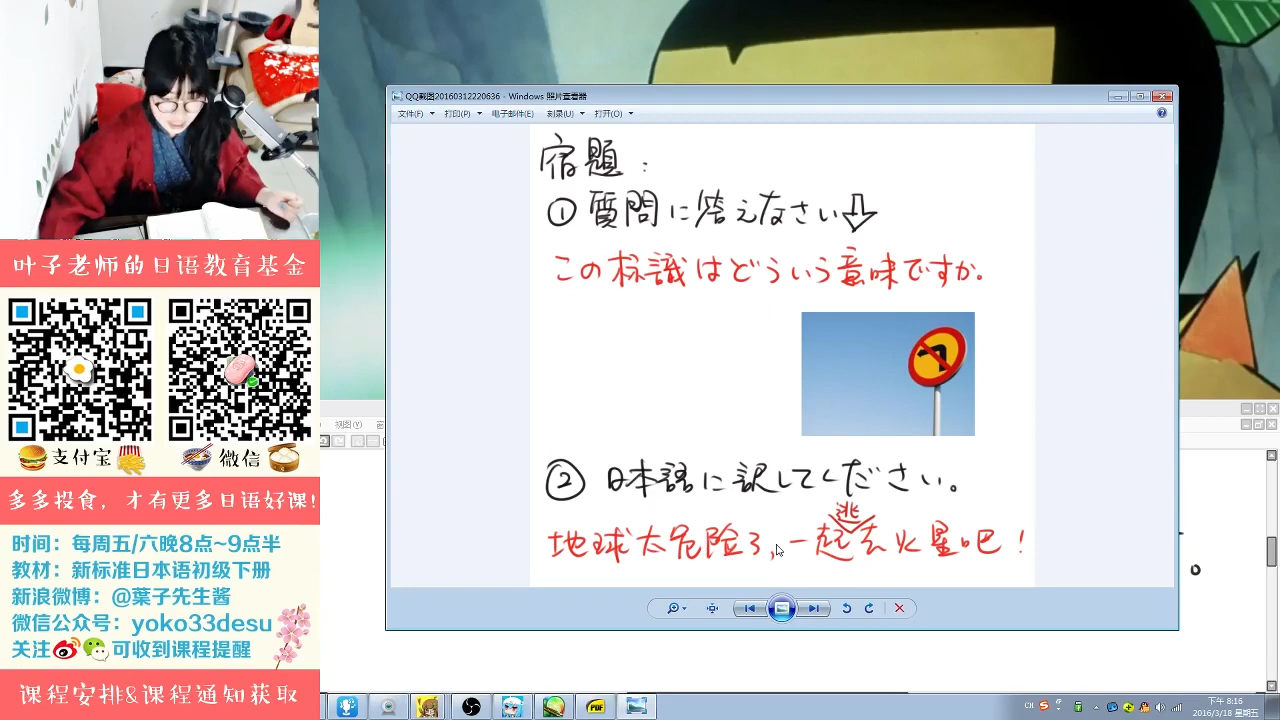 叶子老师的日语教育基金
支付宝
微信
多多投食，才有更多日语好课!
时间：每周五/六晚8点~9点半
教材：新标准日本语初级下册
新浪微博：@葉子先生酱
微信公众号：yoko33desu
关注
可收到课程提醒
课程安排&课程通知获取
QQ截图20160312220636 - Windows 照片查看器
文件(F)
打印(P)
电子邮件(E)
刻录(U)
打开(O)
宿題：
①質問に答えなさい
この标識はどういう意味ですか。
②日本語に訳してください。
逃
地球太危险了,一起去火星吧！
视图(V)
PDF
CH
下午 8:16
2016/3/18 星期五